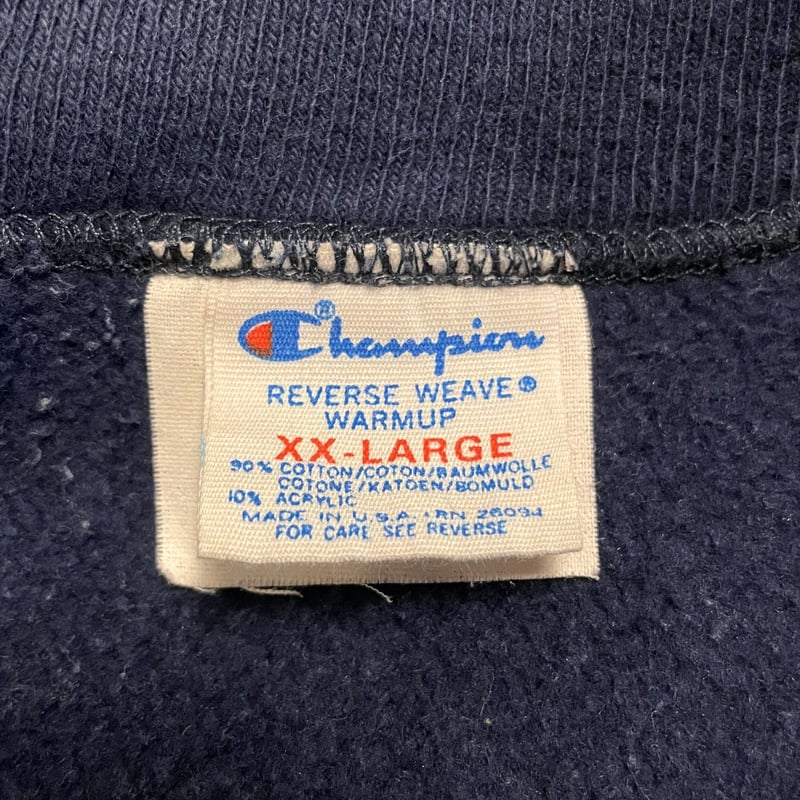 Champion®
REVERSE WEAVE®
WARMUP
XX-LARGE
90% COTTON/COTON/BAUMWOLLE
COTONE/KATOEN/BOMULD
10% ACRYLIC
MADE IN U.S.A. · RN 26094
FOR CARE SEE REVERSE